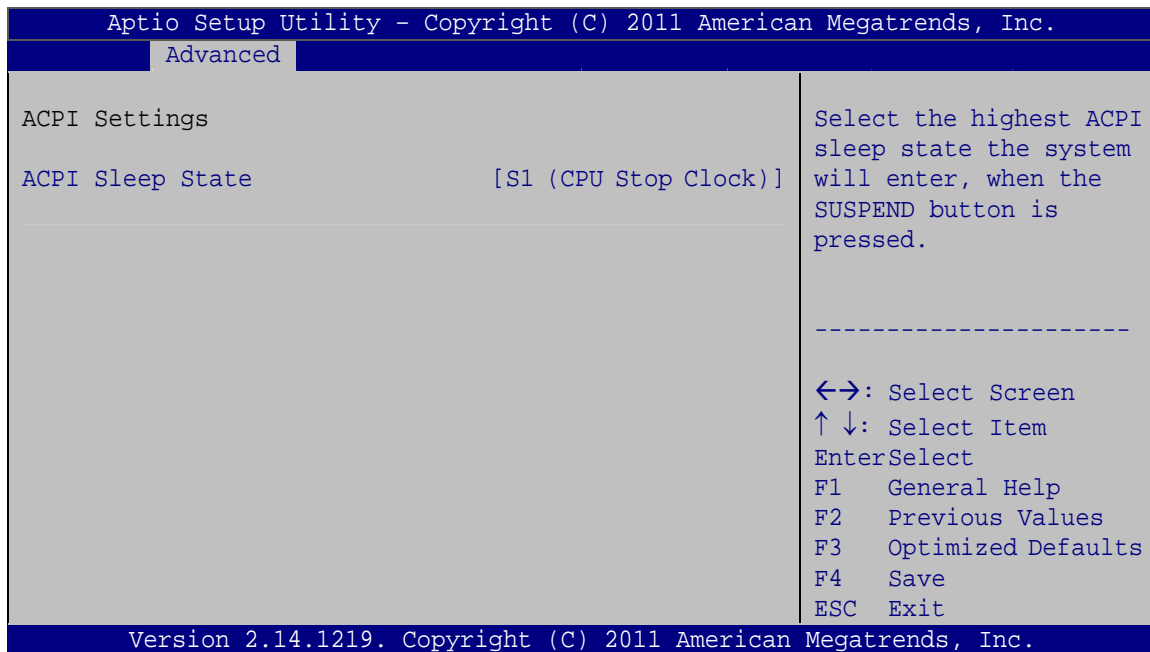 Aptio Setup Utility – Copyright (C) 2011 American Megatrends, Inc.
Advanced
ACPI Settings
ACPI Sleep State [S1 (CPU Stop Clock)]
Select the highest ACPI
sleep state the system
will enter, when the
SUSPEND button is
pressed.
----------------------
←→: Select Screen
↑ ↓: Select Item
EnterSelect
F1 General Help
F2 Previous Values
F3 Optimized Defaults
F4 Save
ESC Exit
Version 2.14.1219. Copyright (C) 2011 American Megatrends, Inc.